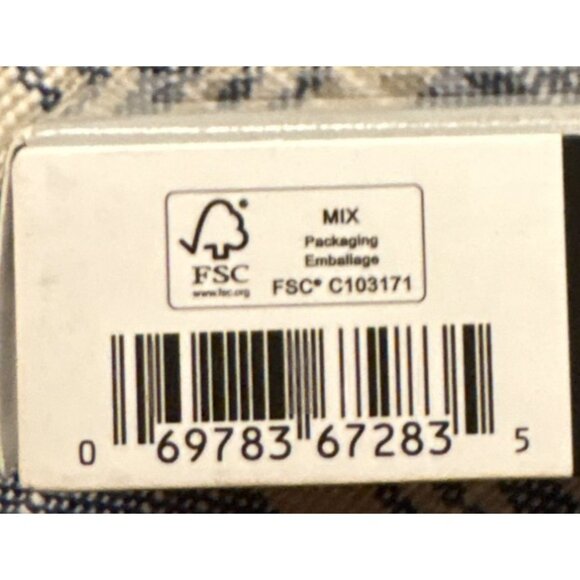 MIX
Packaging
Emballage
FSC
www.fsc.org
FSC® C103171
0 69783 67283 5